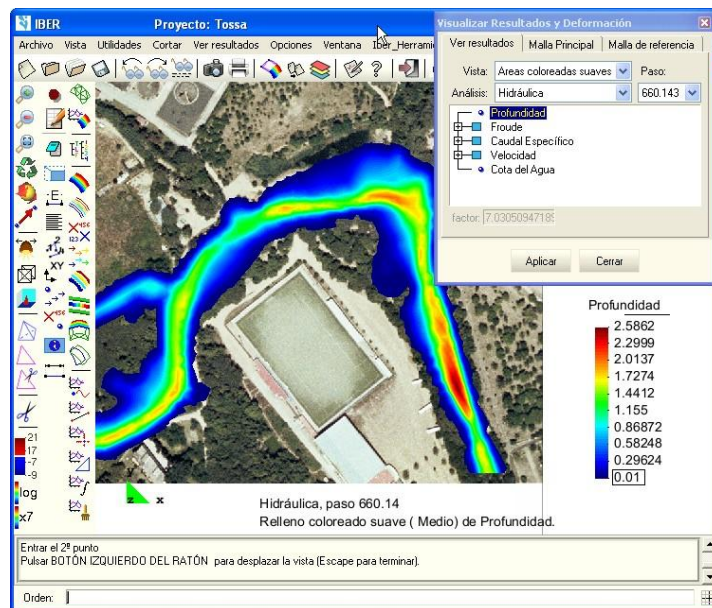 IBER Proyecto: Tossa
Archivo Vista Utilidades Cortar Ver resultados Opciones Ventana Iber_Herrami
Visualizar Resultados y Deformación
Ver resultados Malla Principal Malla de referencia
Vista: Areas coloreadas suaves Paso:
Análisis: Hidráulica 660.143
Profundidad
Froude
Caudal Específico
Velocidad
Cota del Agua
factor: 7.0305094718
Aplicar Cerrar
E
XY
21
17
-7
-9
log
x7
Profundidad
2.5862
2.2999
2.0137
1.7274
1.4412
1.155
0.86872
0.58248
0.29624
0.01
z x
Hidráulica, paso 660.14
Relleno coloreado suave ( Medio) de Profundidad.
Entrar el 2º punto
Pulsar BOTÓN IZQUIERDO DEL RATÓN para desplazar la vista (Escape para terminar).
Orden: